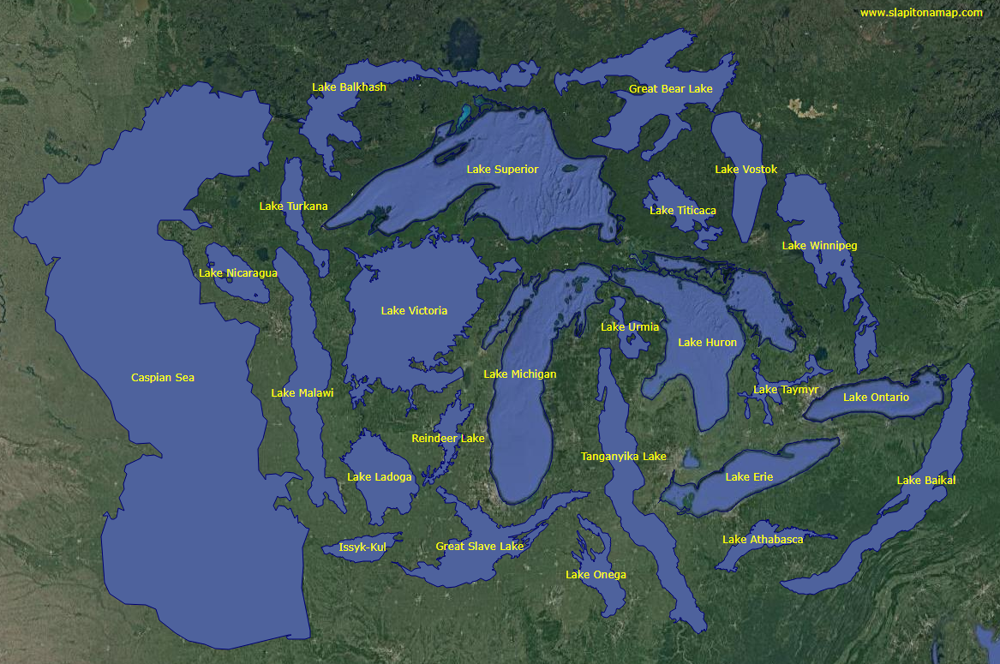 www.slapitonamap.com
Lake Balkhash
Great Bear Lake
Lake Superior
Lake Vostok
Lake Turkana
Lake Titicaca
Lake Winnipeg
Lake Nicaragua
Lake Victoria
Lake Urmia
Lake Huron
Caspian Sea
Lake Michigan
Lake Malawi
Lake Taymyr
Lake Ontario
Reindeer Lake
Tanganyika Lake
Lake Ladoga
Lake Erie
Lake Baikal
Issyk-Kul
Great Slave Lake
Lake Athabasca
Lake Onega